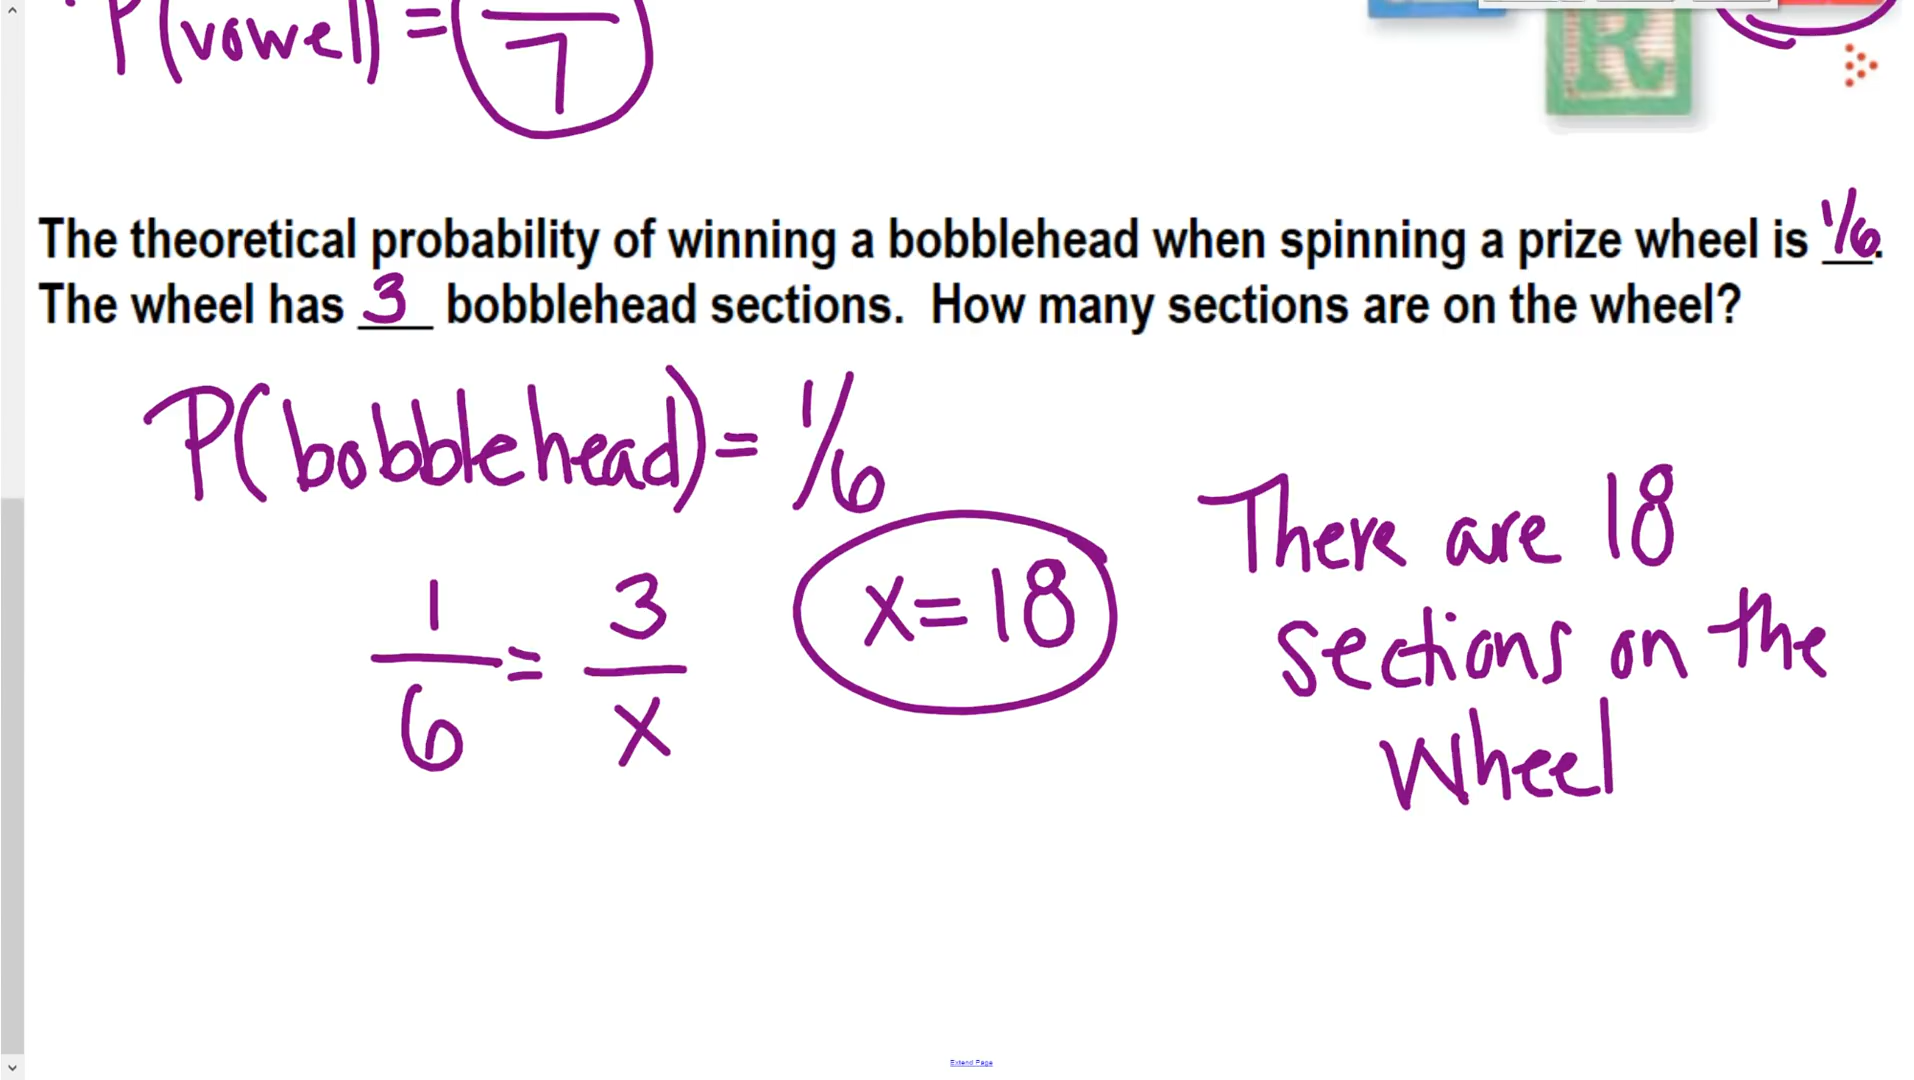 P(vowel) = 
7
R
The theoretical probability of winning a bobblehead when spinning a prize wheel is 1/6.
The wheel has 3 bobblehead sections. How many sections are on the wheel?
P(bobblehead) = 1/6
1/6 = 3/x
x = 18
There are 18
sections on the
wheel
Extend Page